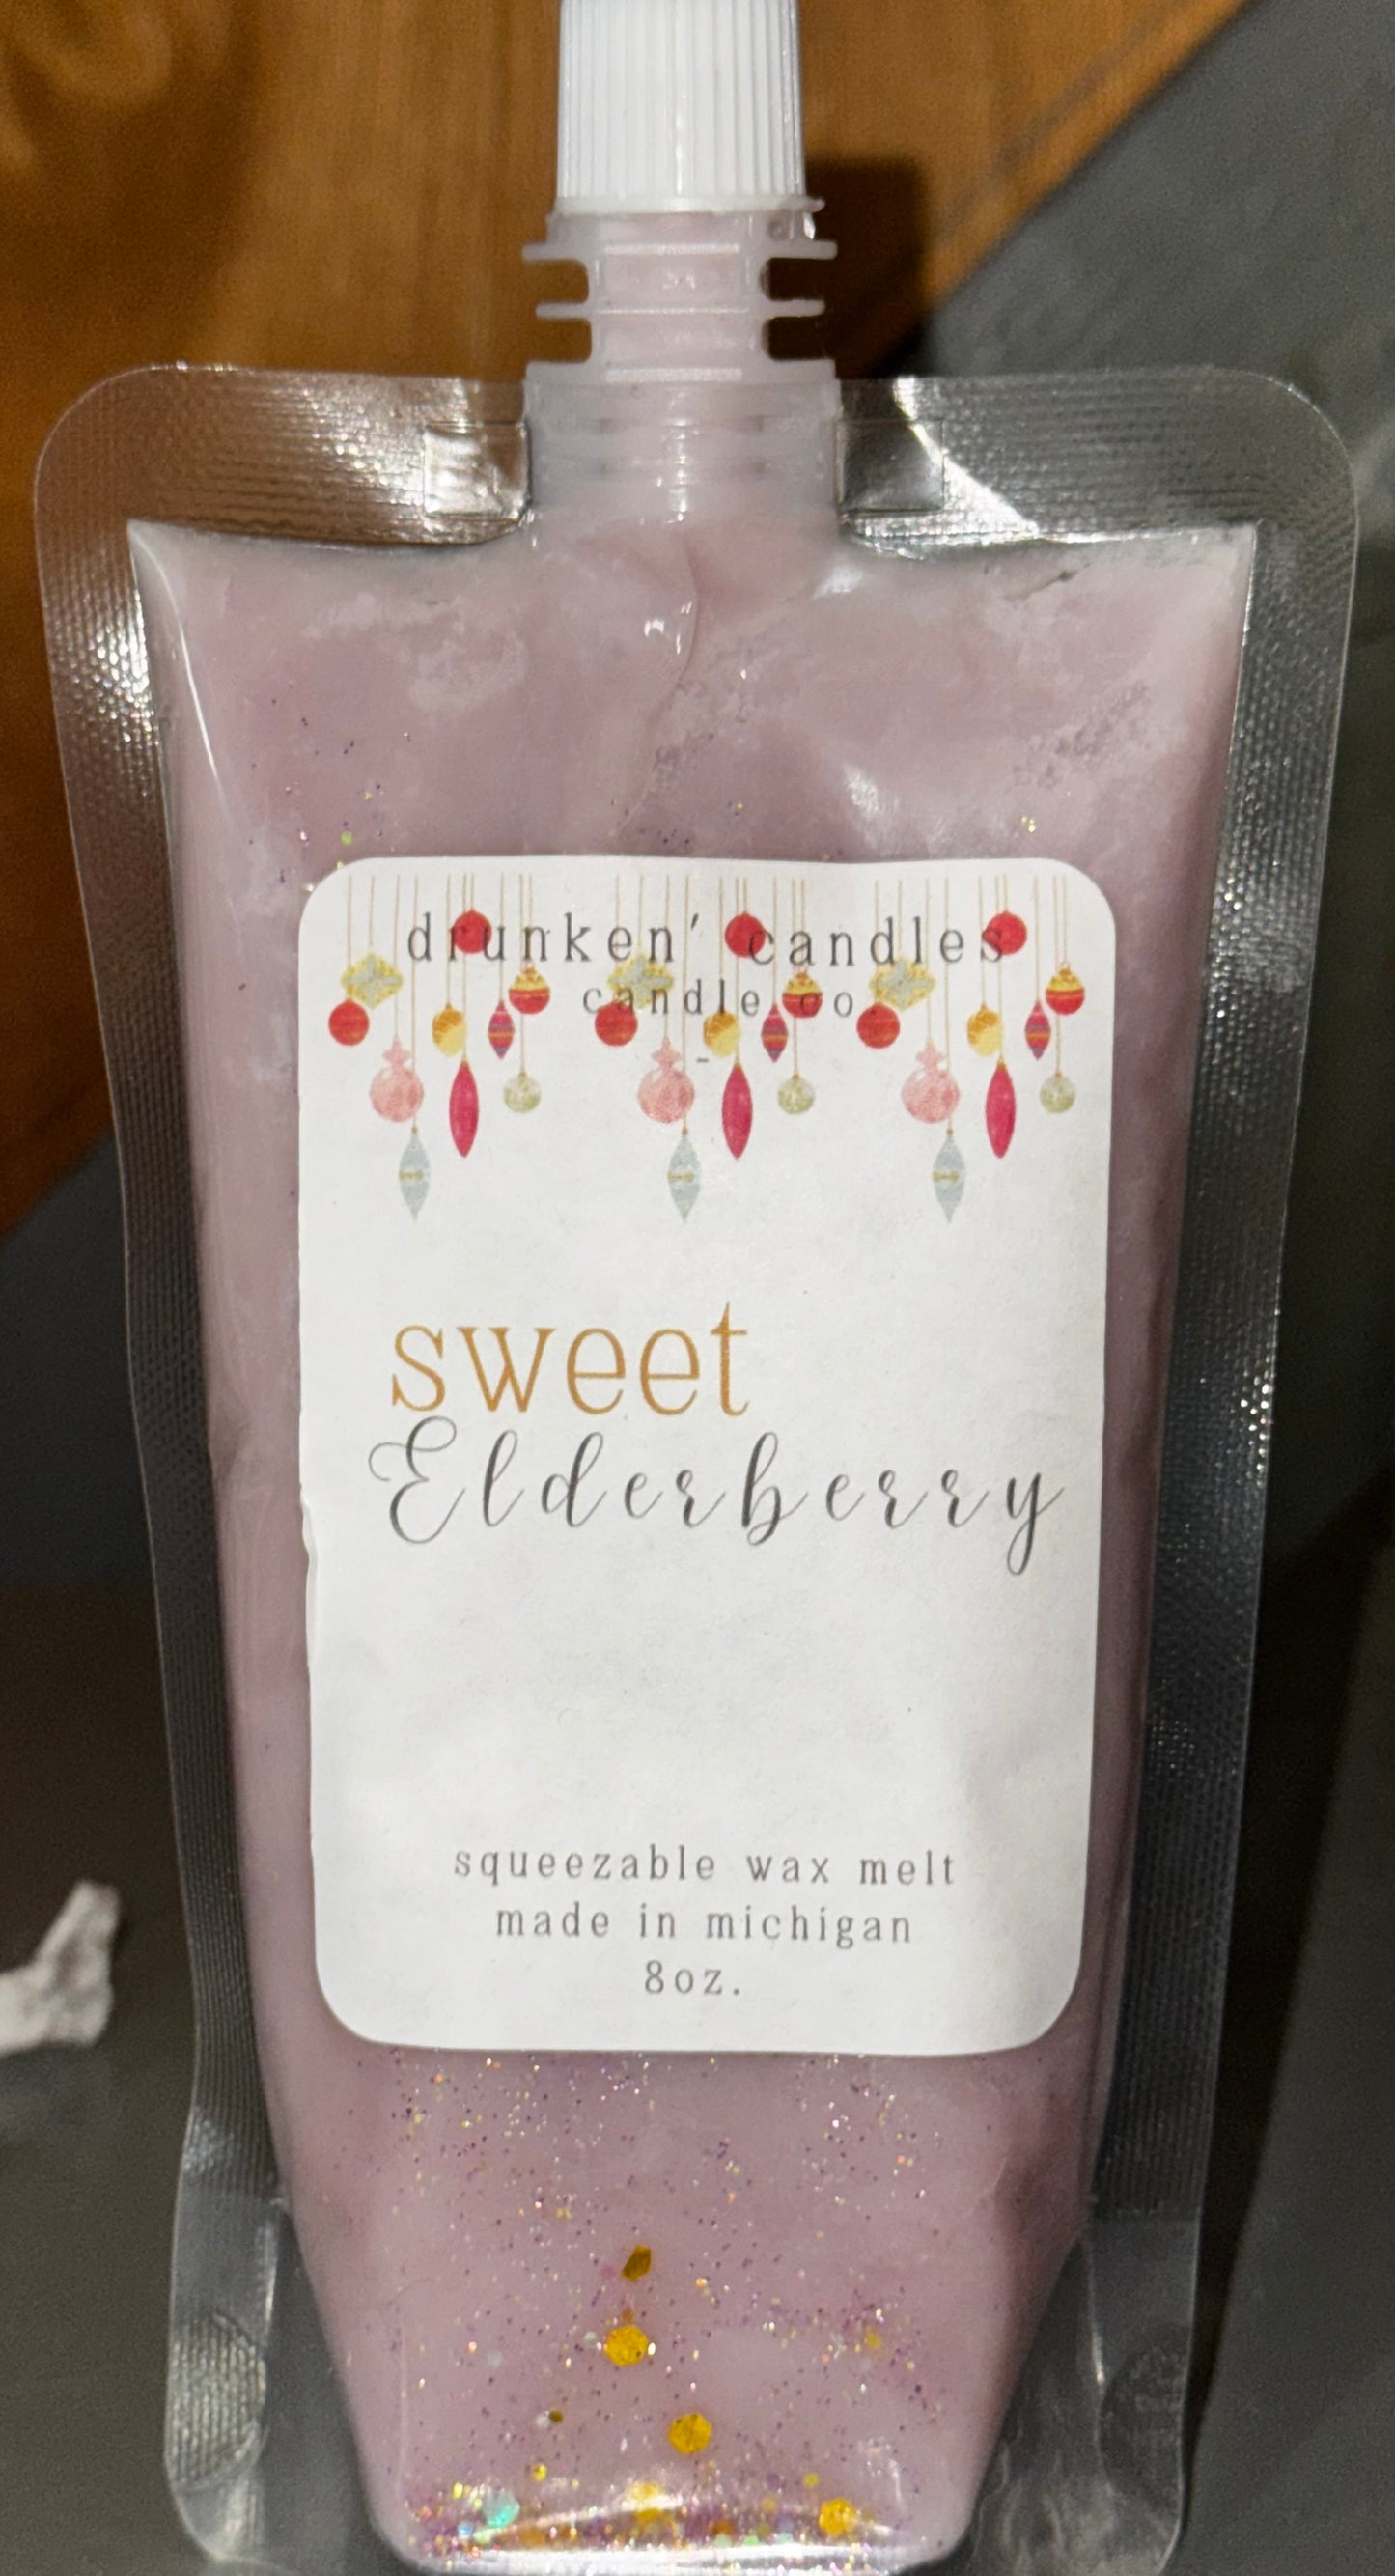 drunken' candles
candle co.
-
sweet
Elderberry
squeezable wax melt
made in michigan
8oz.